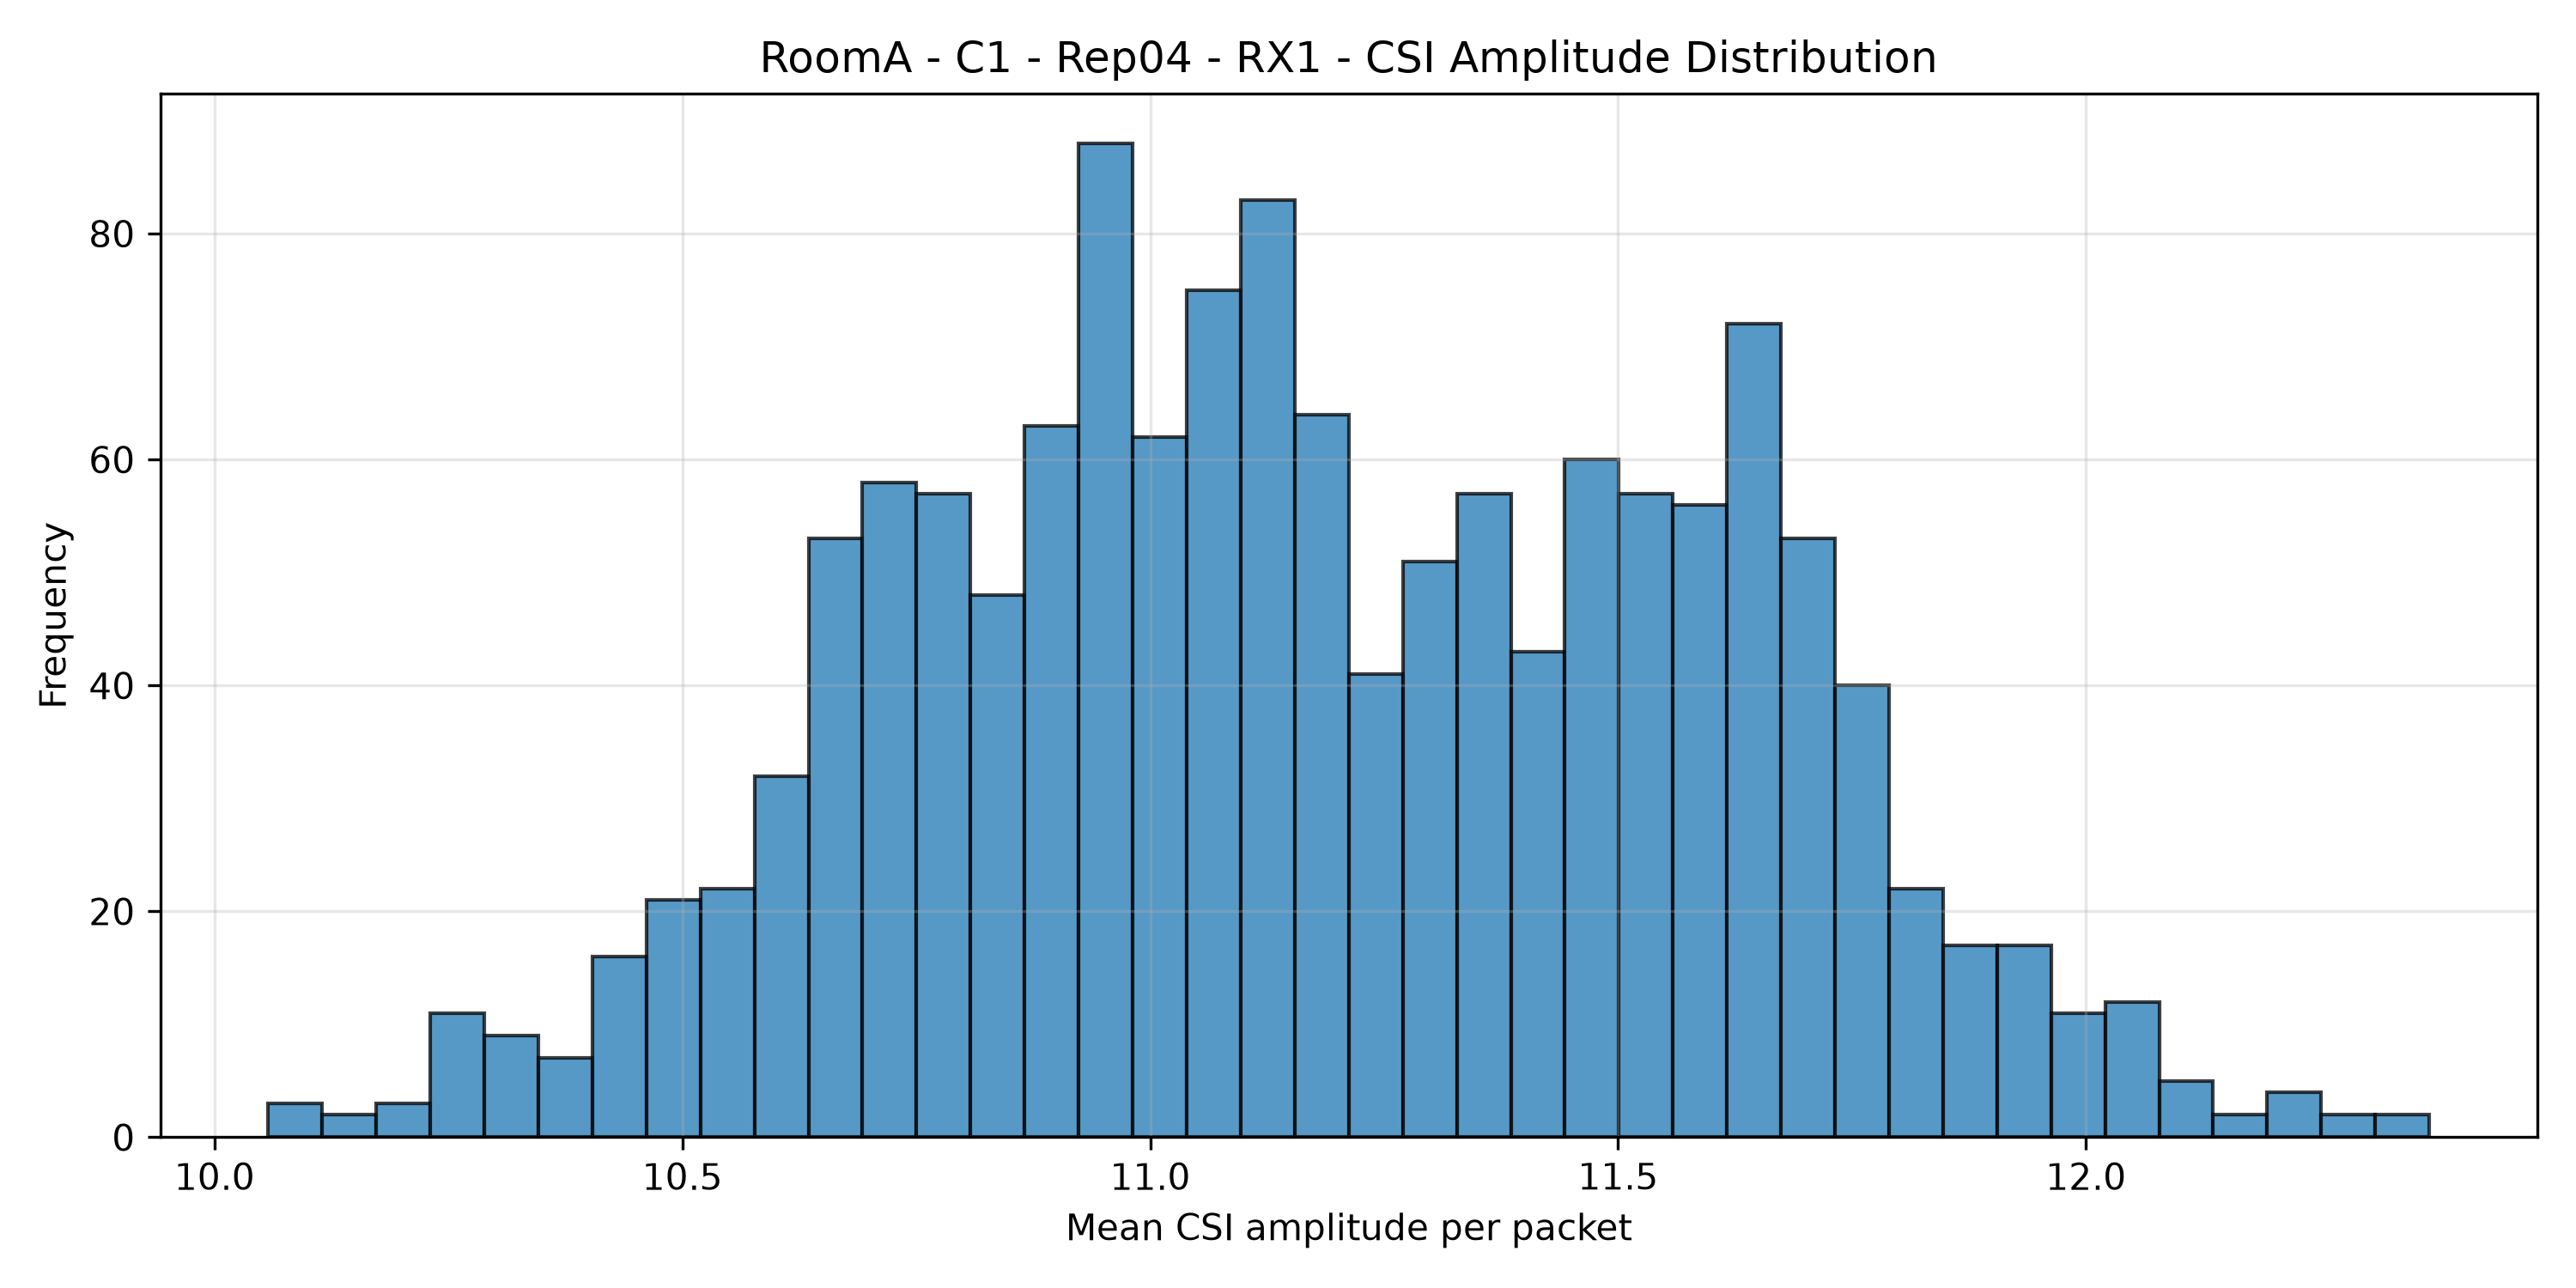 RoomA - C1 - Rep04 - RX1 - CSI Amplitude Distribution
Frequency
80
60
40
20
0
10.0 10.5 11.0 11.5 12.0
Mean CSI amplitude per packet